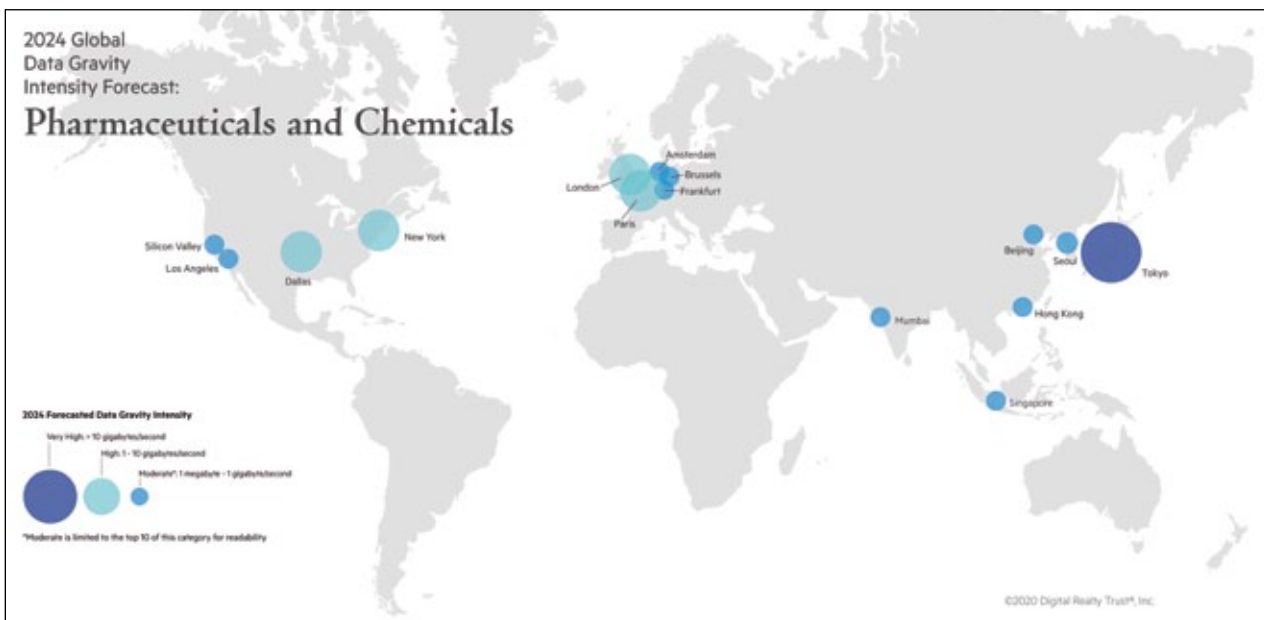 2024 Global
Data Gravity
Intensity Forecast:
Pharmaceuticals and Chemicals
Amsterdam
London
Brussels
Frankfurt
Paris
Silicon Valley
New York
Los Angeles
Dallas
Beijing
Seoul
Tokyo
Mumbai
Hong Kong
Singapore
2024 Forecasted Data Gravity Intensity
Very High: > 10 gigabytes/second
High: 1 - 10 gigabytes/second
Moderate*: 1 megabyte - 1 gigabyte/second
*Moderate is limited to the top 10 of this category for readability
©2020 Digital Realty Trust®, Inc.